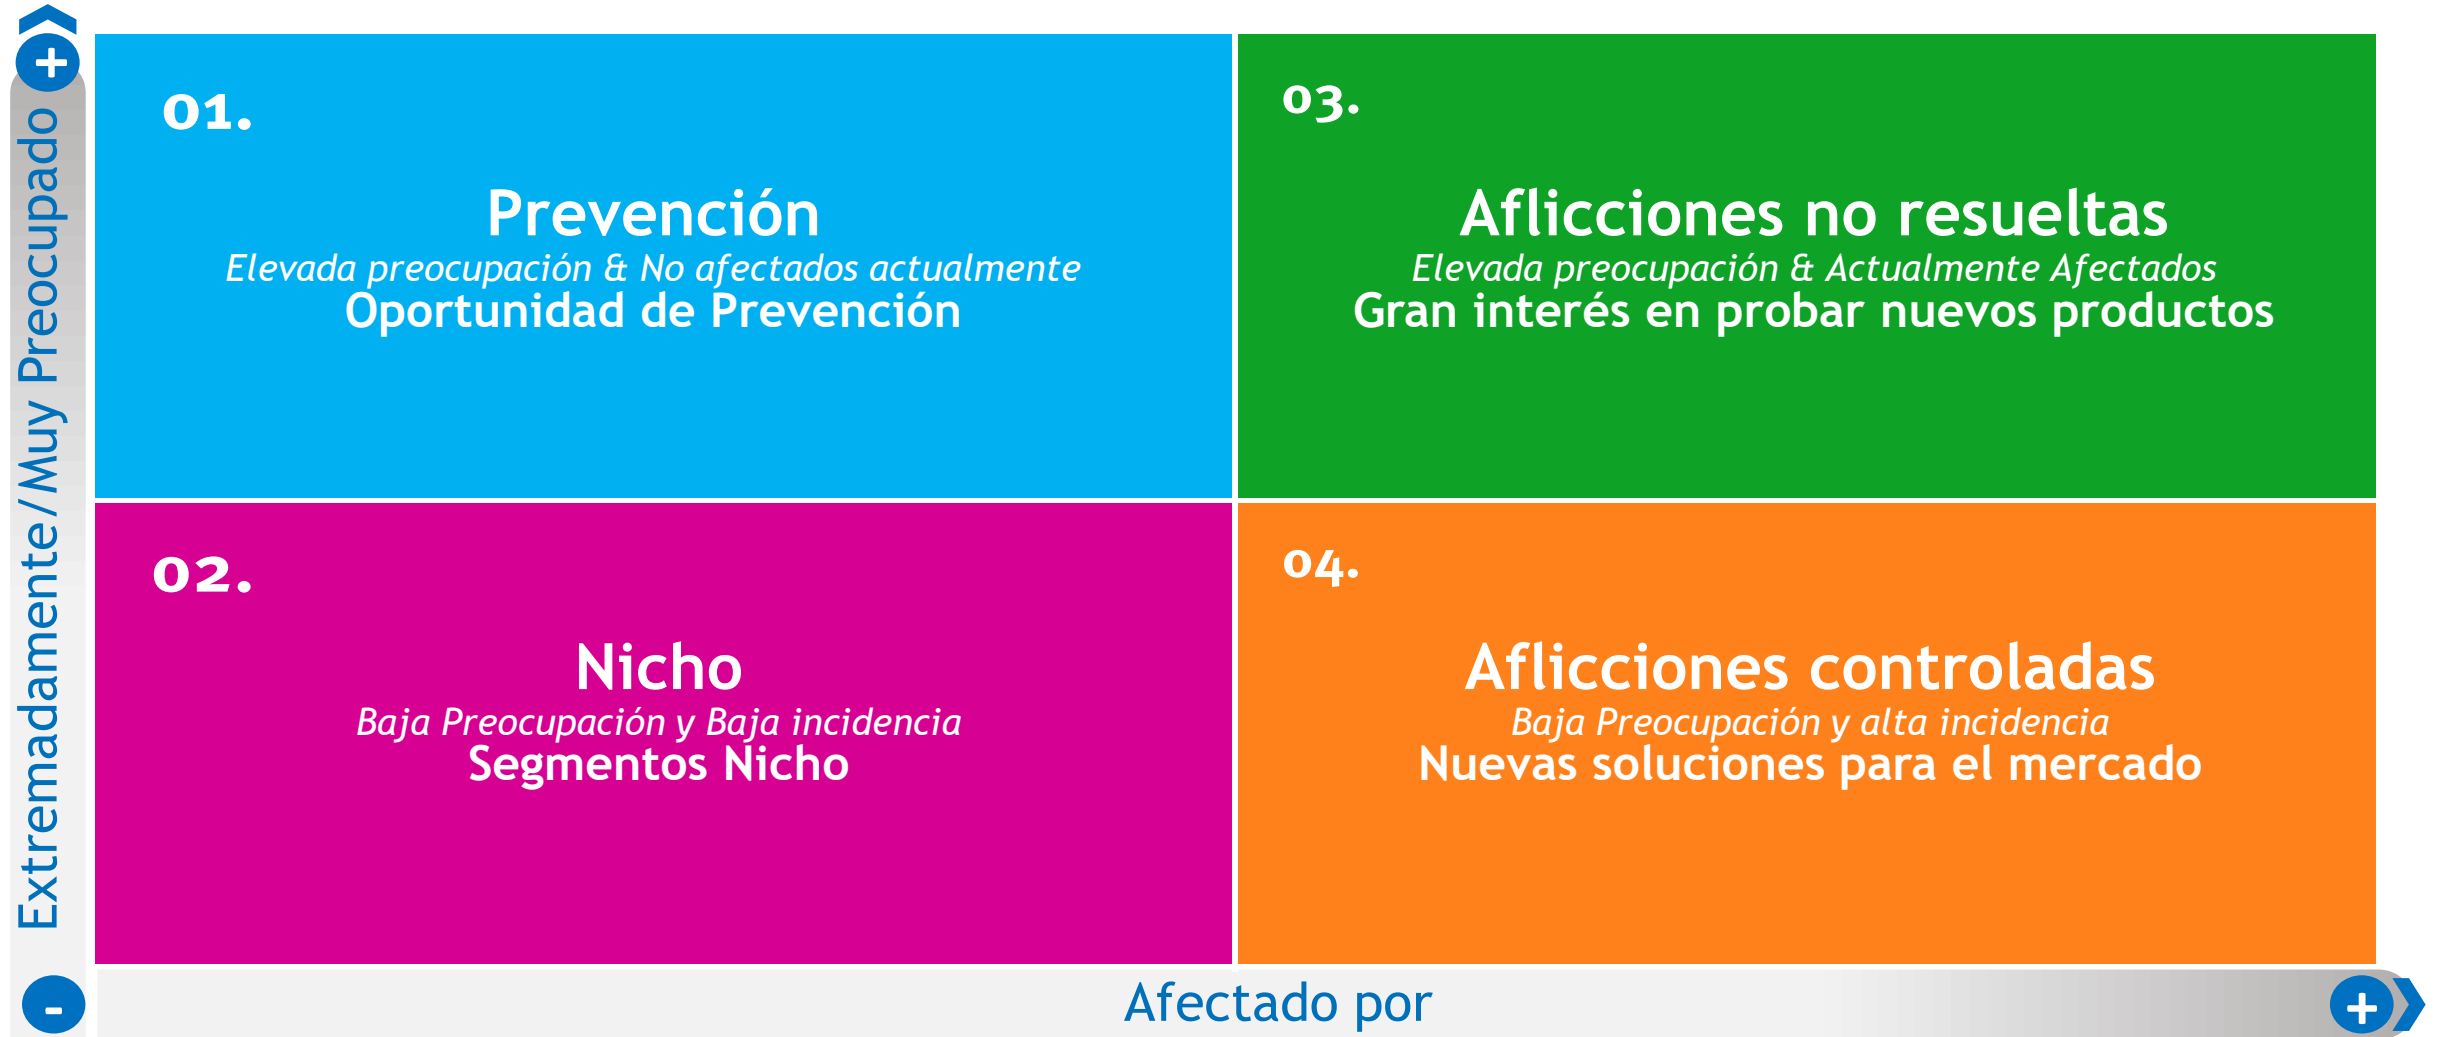 +
Extremadamente/Muy Preocupado
-
01.
Prevención
Elevada preocupación & No afectados actualmente
Oportunidad de Prevención
03.
Aflicciones no resueltas
Elevada preocupación & Actualmente Afectados
Gran interés en probar nuevos productos
02.
Nicho
Baja Preocupación y Baja incidencia
Segmentos Nicho
04.
Aflicciones controladas
Baja Preocupación y alta incidencia
Nuevas soluciones para el mercado
Afectado por
+